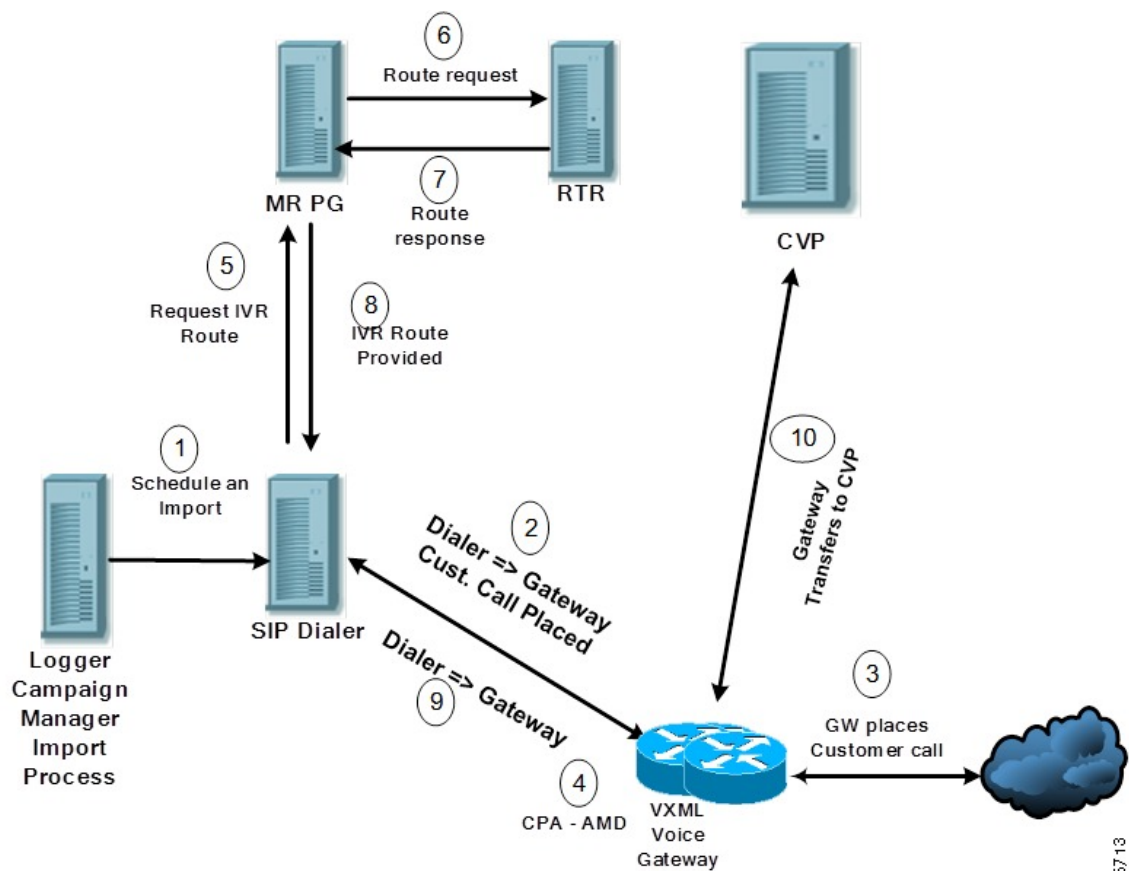 6
Route request
7
Route
response
MR PG
RTR
CVP
5
Request IVR
Route
8
IVR Route
Provided
1
Schedule an
Import
SIP Dialer
Logger
Campaign
Manager
Import
Process
2
Dialer => Gateway
Cust. Call Placed
Dialer => Gateway
9
4
CPA - AMD
VXML
Voice
Gateway
10
Gateway
Transfers to CVP
3
GW places
Customer call